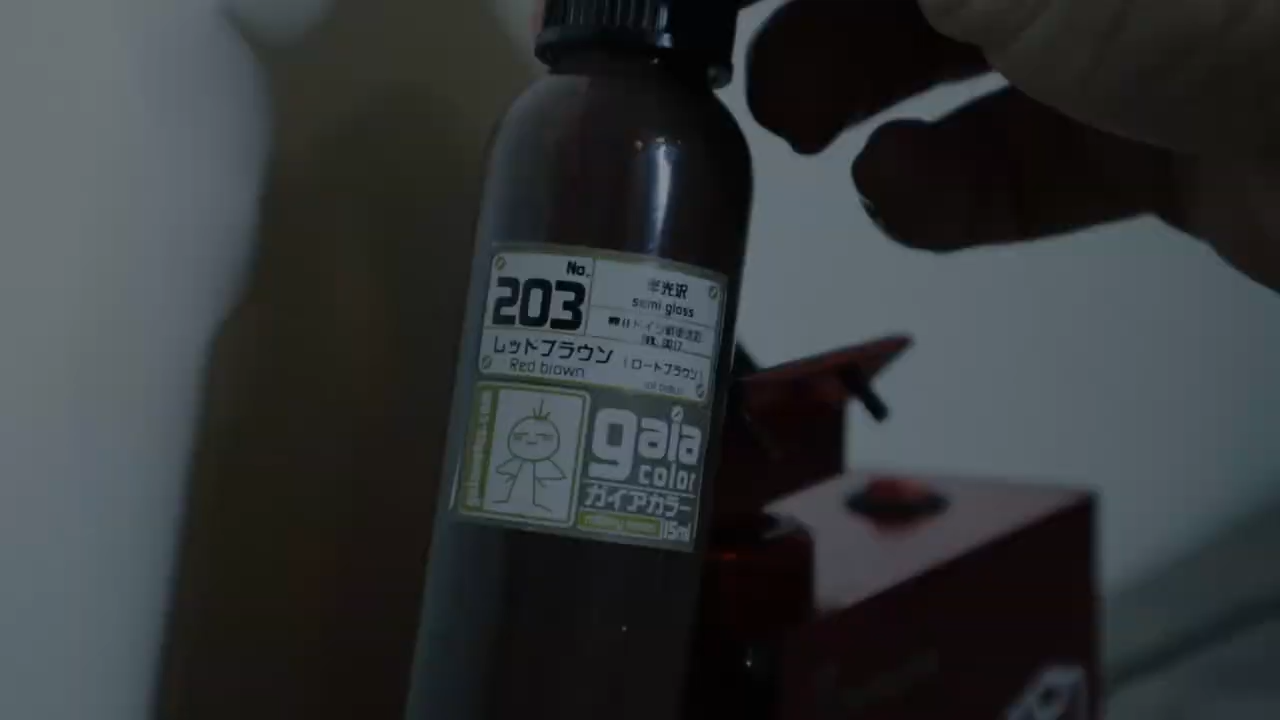 No.
203
半光沢
semi gloss
レッドブラウン
(ロートブラウン)
Red brown
gaia
color
ガイアカラー
15ml